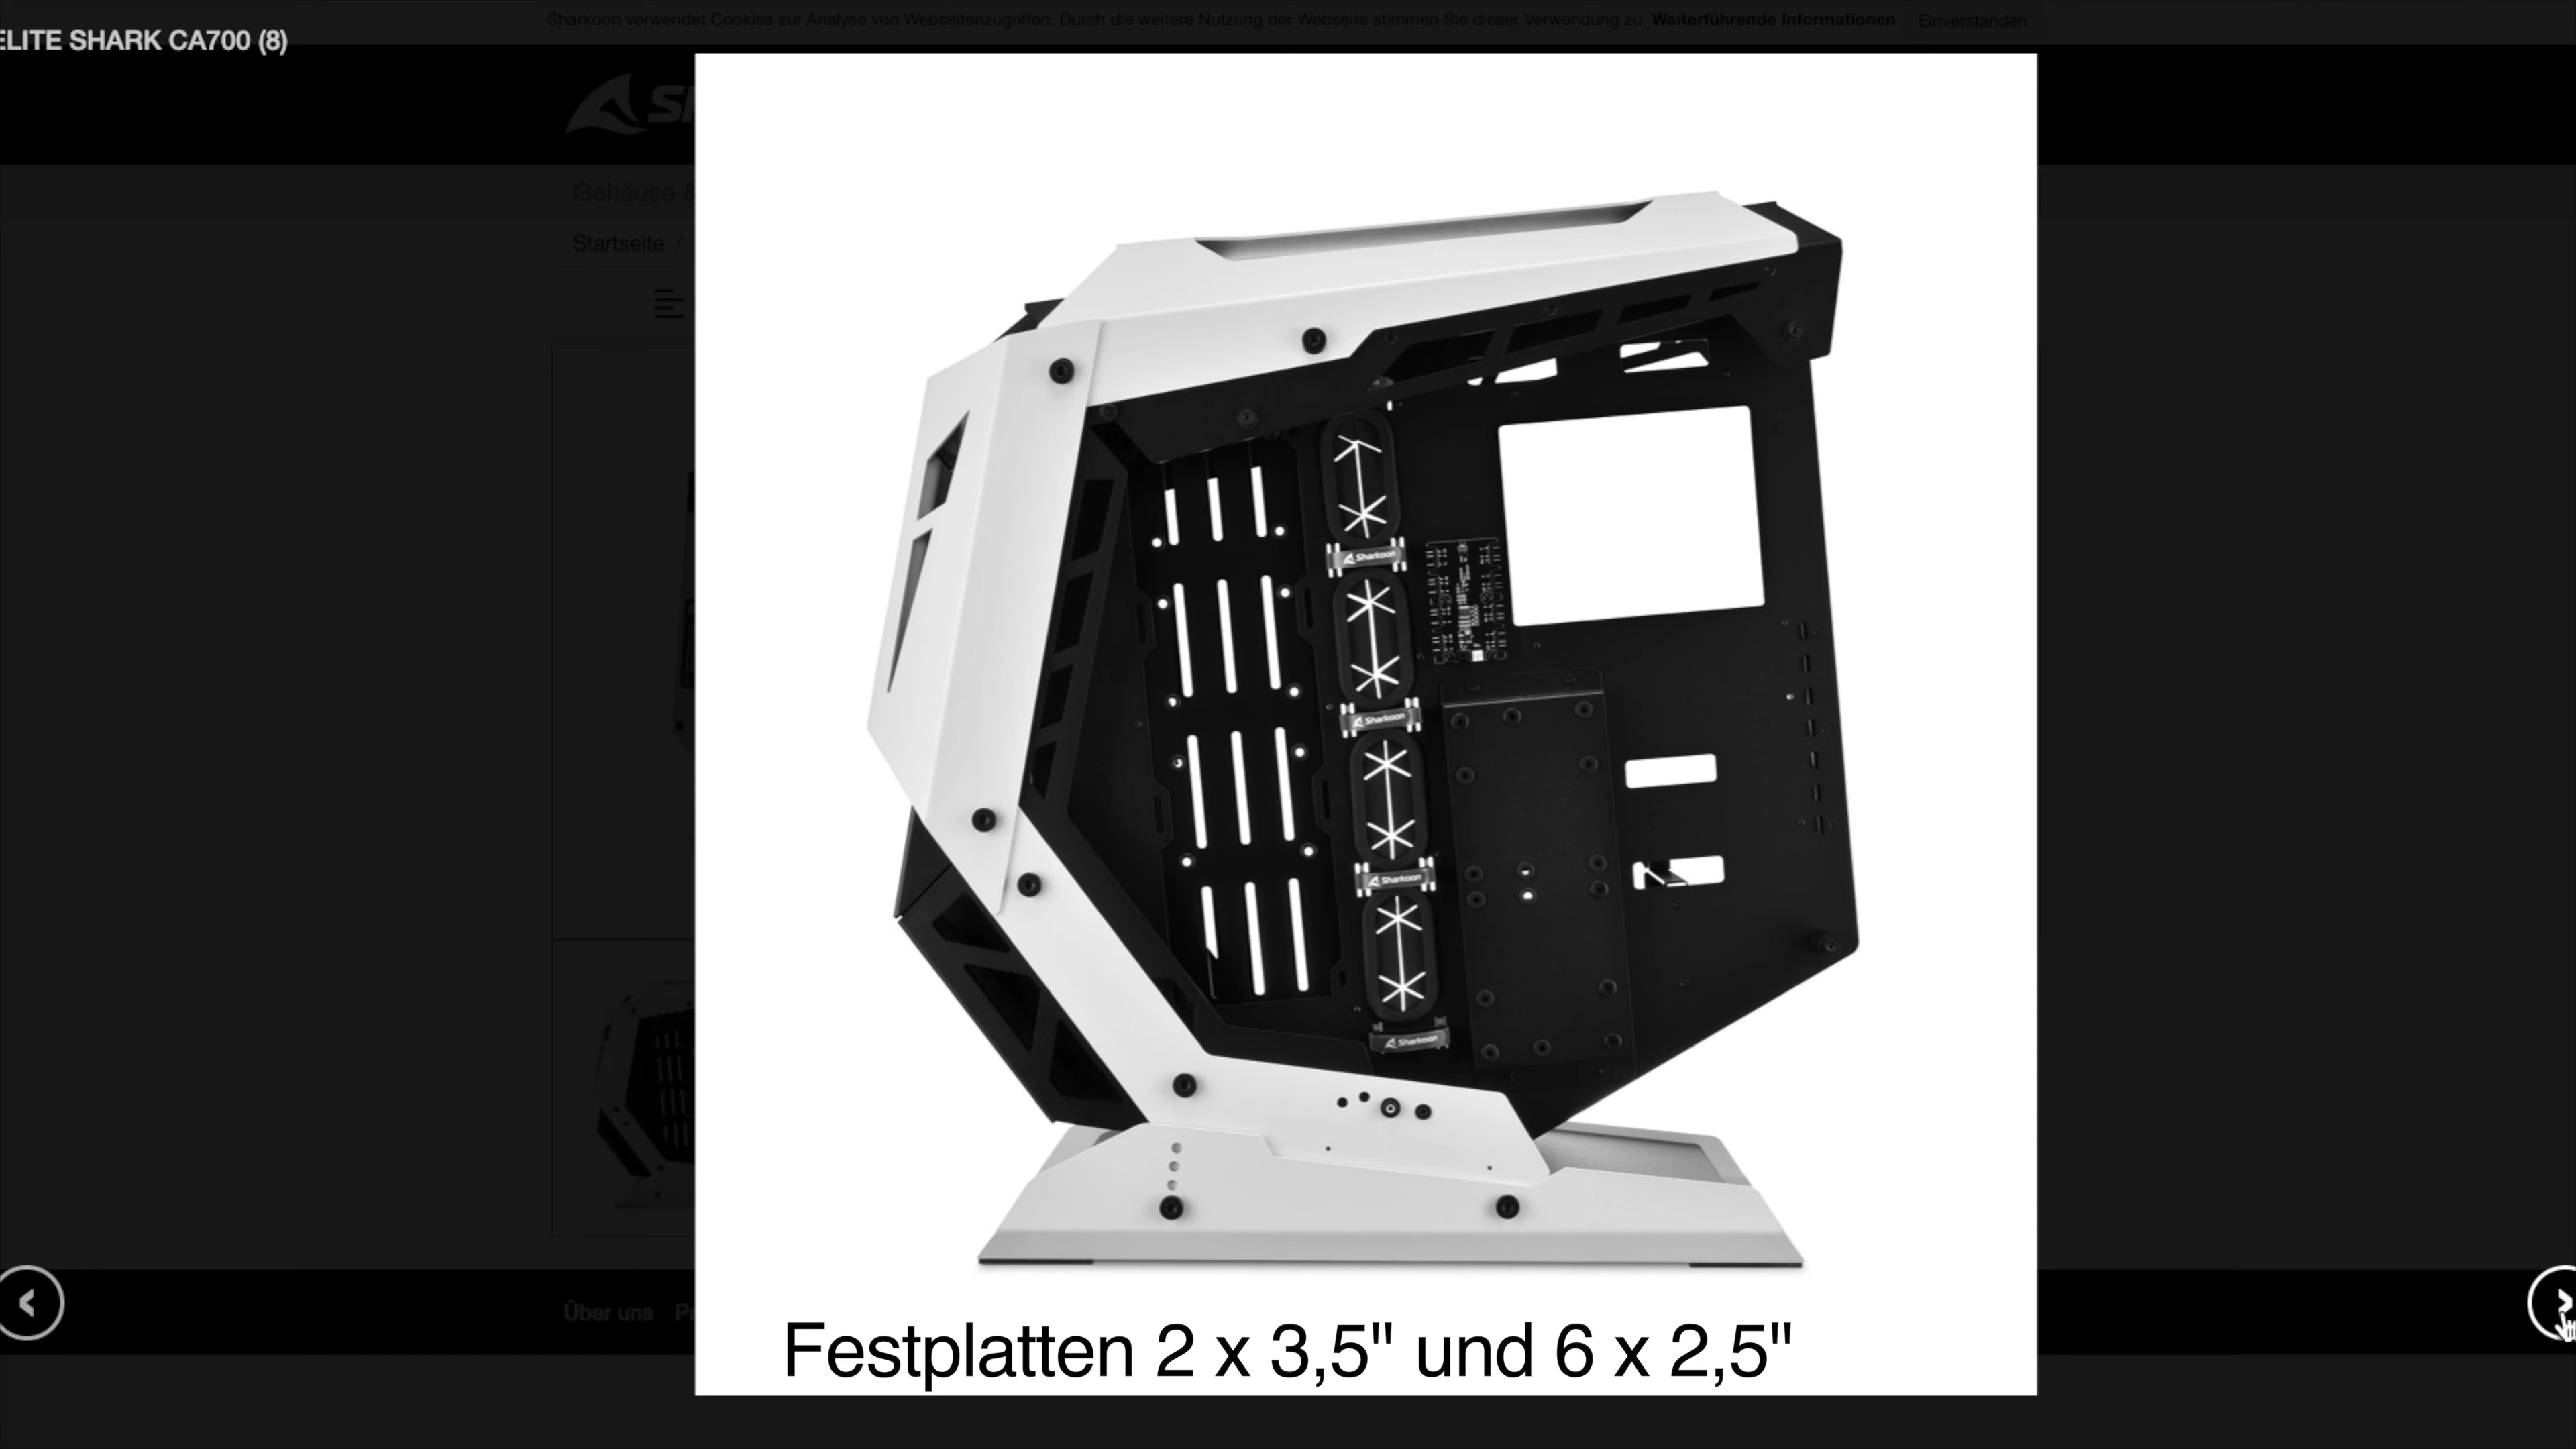 Sharkoon verwendet Cookies zur Analyse von Webseitenzugriffen. Durch die weitere Nutzung der Webseite stimmen Sie dieser Verwendung zu. Weiterführende Informationen Einverstanden
ELITE SHARK CA700 (8)
Gehäuse &
Startseite /
Sharkoon
Sharkoon
Sharkoon
Sharkoon
Über uns
Festplatten 2 x 3,5" und 6 x 2,5"